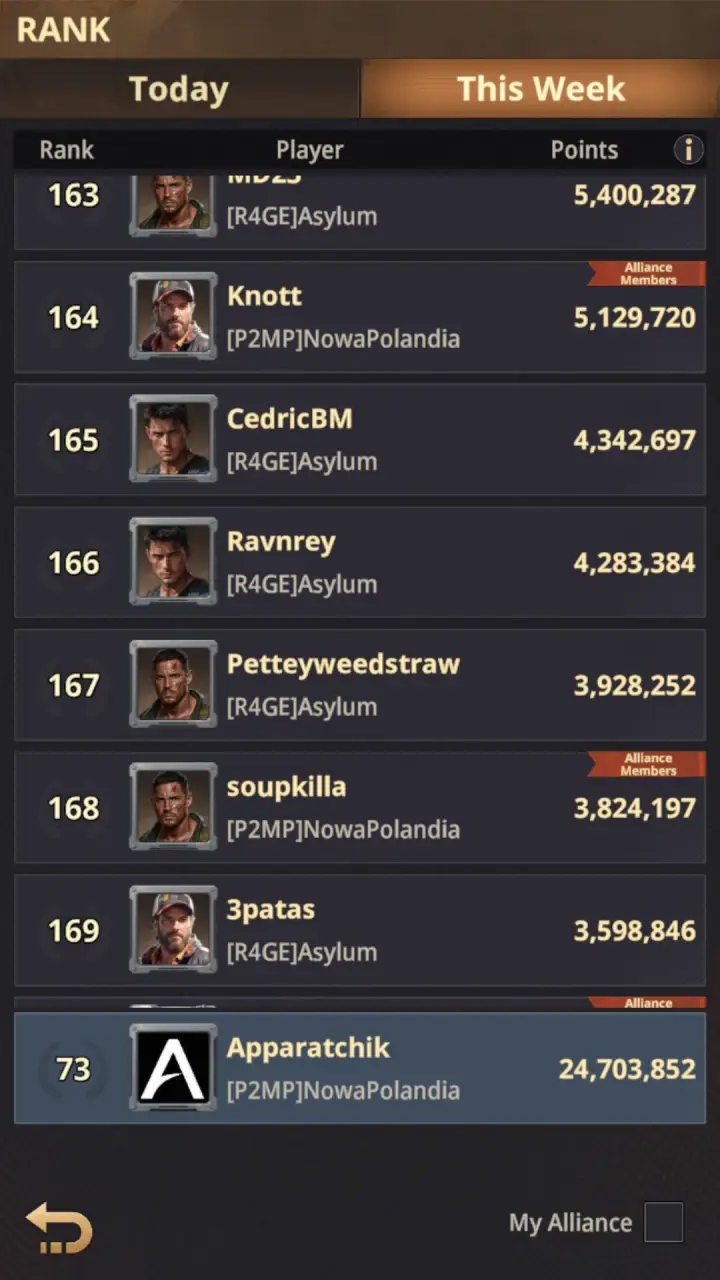 RANK
Today
This Week
Rank
Player
Points
163
MD25
[R4GE]Asylum
5,400,287
Alliance
Members
164
Knott
[P2MP]NowaPolandia
5,129,720
165
CedricBM
[R4GE]Asylum
4,342,697
166
Ravnrey
[R4GE]Asylum
4,283,384
167
Petteyweedstraw
[R4GE]Asylum
3,928,252
Alliance
Members
168
soupkilla
[P2MP]NowaPolandia
3,824,197
169
3patas
[R4GE]Asylum
3,598,846
Alliance
73
Apparatchik
[P2MP]NowaPolandia
24,703,852
My Alliance